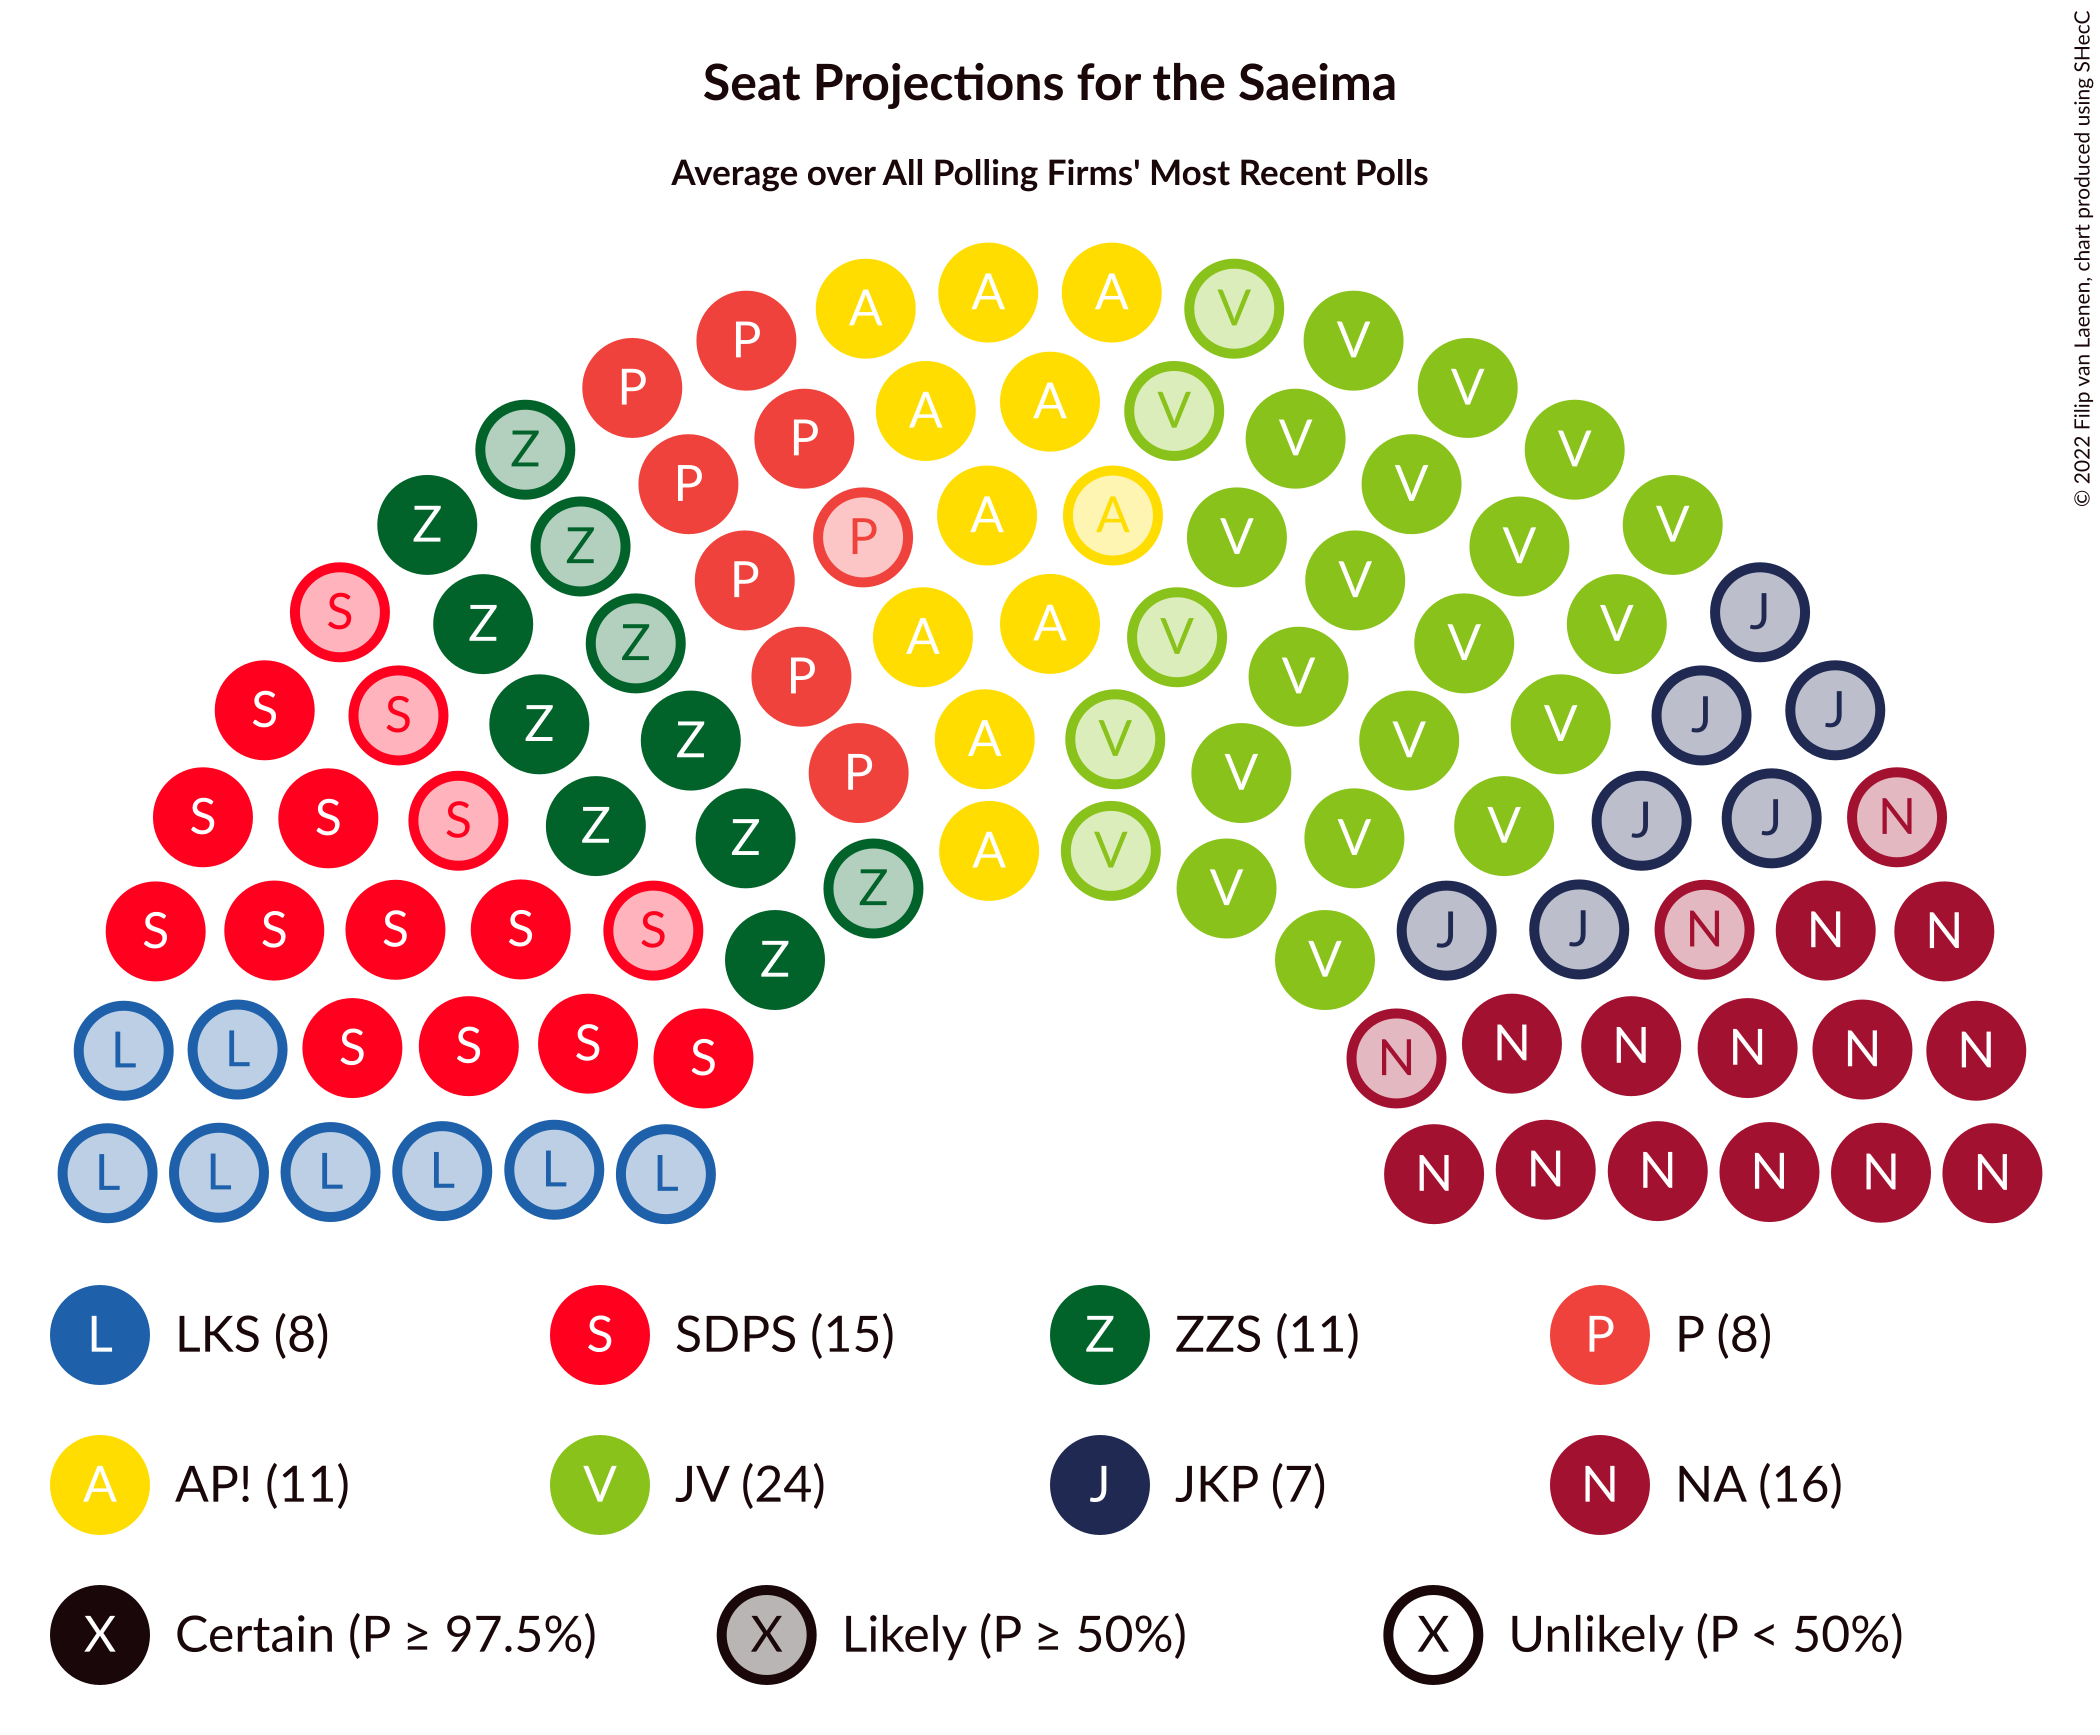 Seat Projections for the Saeima
Average over All Polling Firms' Most Recent Polls
© 2022 Filip van Laenen, chart produced using SHecC
A A
A V
P V
P A V
A
P V
P V
Z V
P V
A A
Z V
P V
Z V
Z V
P V
S J
Z V
A V
Z V
P V
S J
S J
Z V
Z A V V
P V
S J
S S J N
Z V
Z V
A V
Z V
S S S S S J J N N N
Z V
L L S S S S N N N N N N
L L L L L L N N N N N N
L LKS (8) S SDPS (15) Z ZZS (11) P P (8)
A AP! (11) V JV (24) J JKP (7) N NA (16)
X Certain (P ≥ 97.5%) X Likely (P ≥ 50%) X Unlikely (P < 50%)